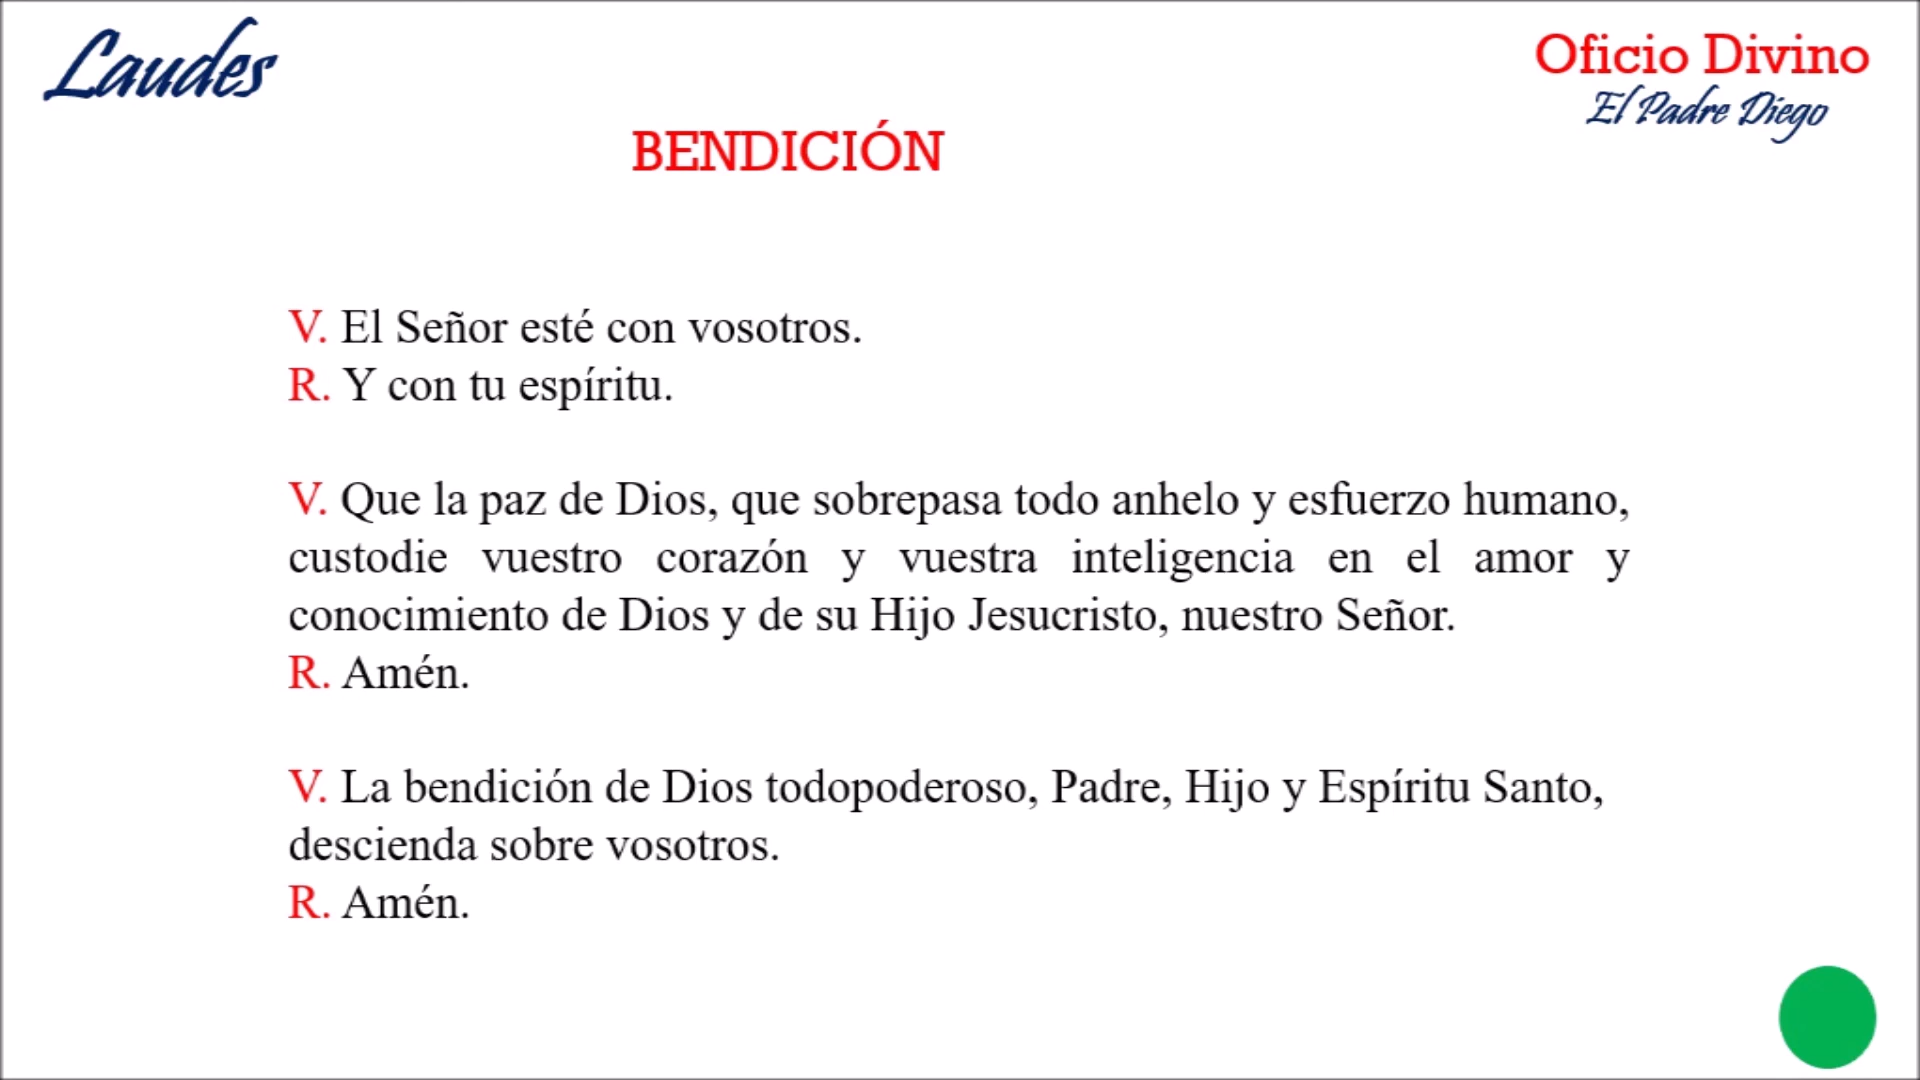 Laudes
Oficio Divino
El Padre Diego
BENDICIÓN
V. El Señor esté con vosotros.
R. Y con tu espíritu.
V. Que la paz de Dios, que sobrepasa todo anhelo y esfuerzo humano,
custodie vuestro corazón y vuestra inteligencia en el amor y
conocimiento de Dios y de su Hijo Jesucristo, nuestro Señor.
R. Amén.
V. La bendición de Dios todopoderoso, Padre, Hijo y Espíritu Santo,
descienda sobre vosotros.
R. Amén.